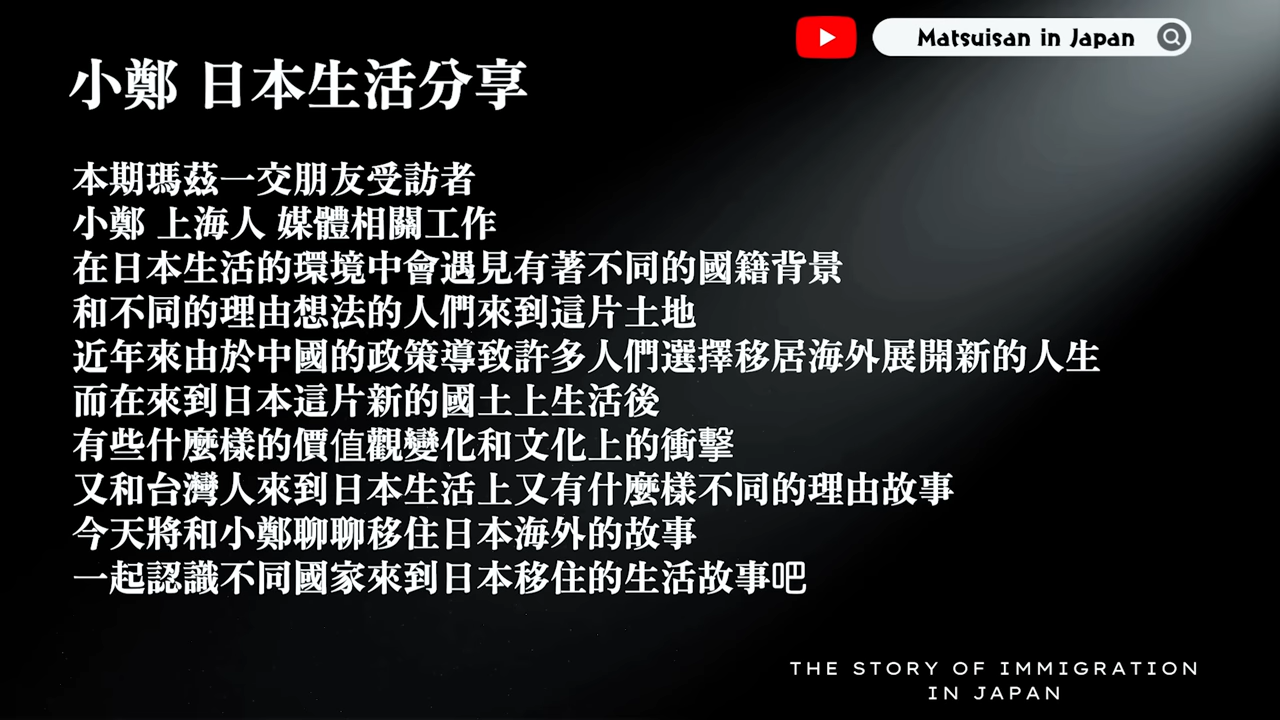 Matsuisan in Japan
小鄭 日本生活分享
本期瑪茲一交朋友受訪者
小鄭 上海人 媒體相關工作
在日本生活的環境中會遇見有著不同的國籍背景
和不同的理由想法的人們來到這片土地
近年來由於中國的政策導致許多人們選擇移居海外展開新的人生
而在來到日本這片新的國土上生活後
有些什麼樣的價值觀變化和文化上的衝擊
又和台灣人來到日本生活上又有什麼樣不同的理由故事
今天將和小鄭聊聊移住日本海外的故事
一起認識不同國家來到日本移住的生活故事吧
THE STORY OF IMMIGRATION
IN JAPAN